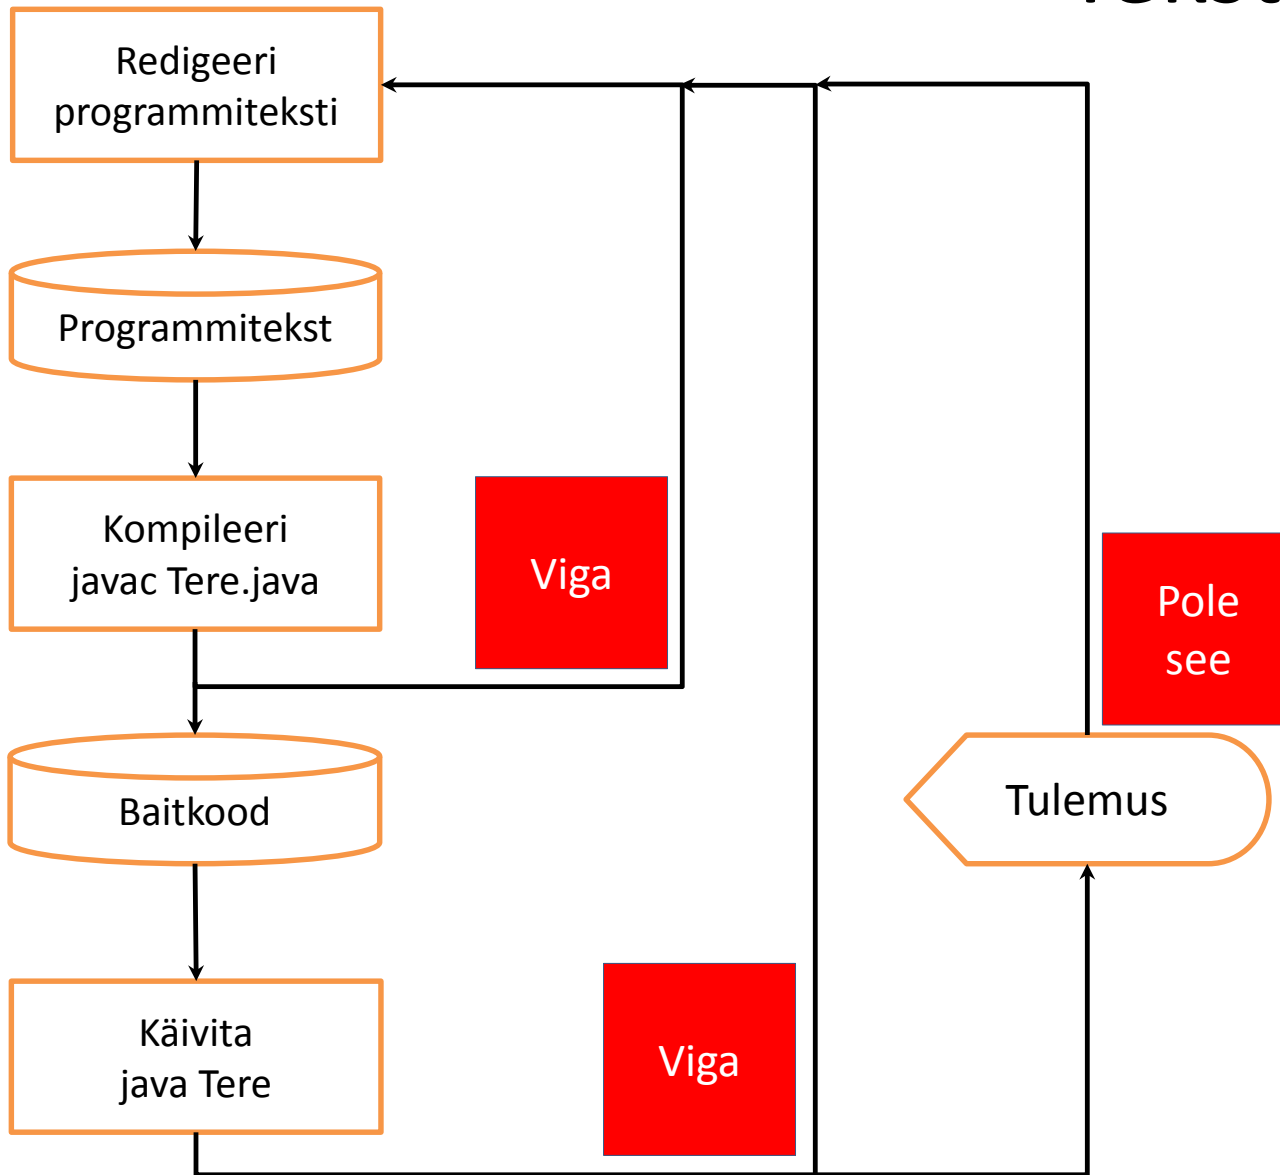 Redigeeri
programmiteksti
Programmitekst
Kompileeri
javac Tere.java
Viga
Pole
see
Baitkood
Tulemus
Käivita
java Tere
Viga